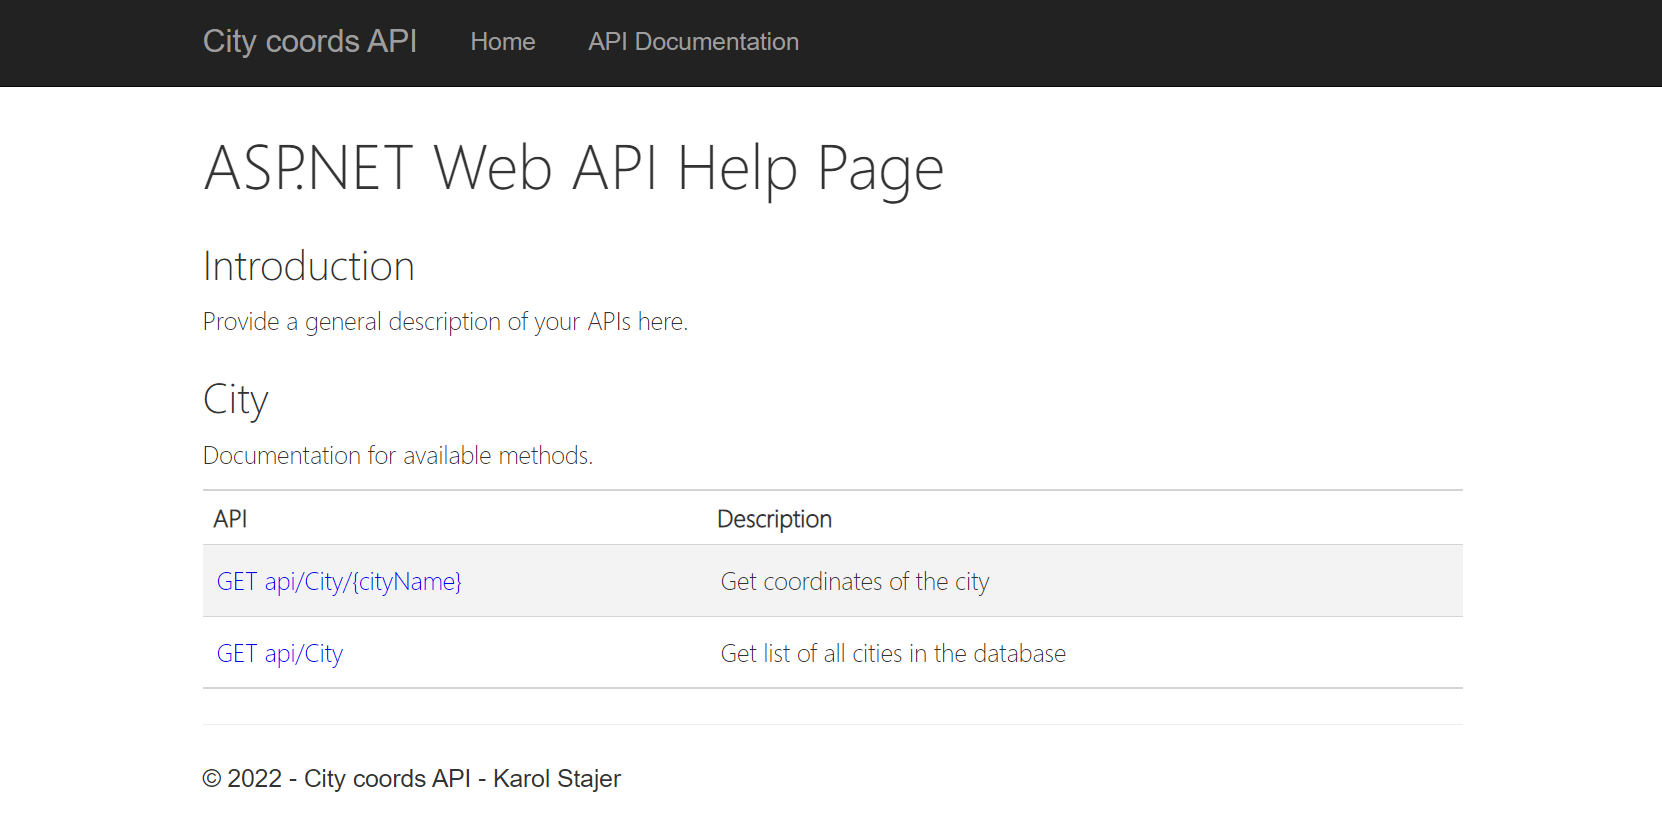 City coords API Home API Documentation
ASP.NET Web API Help Page
Introduction
Provide a general description of your APIs here.
City
Documentation for available methods.
API Description
GET api/City/{cityName} Get coordinates of the city
GET api/City Get list of all cities in the database
© 2022 - City coords API - Karol Stajer